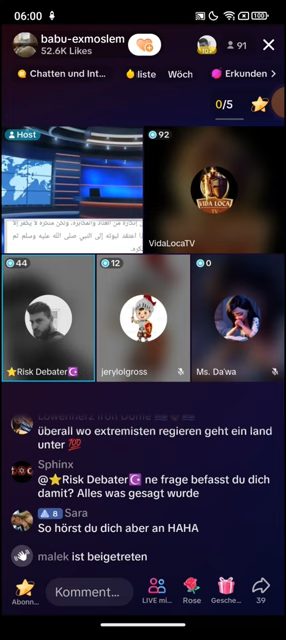 06:00
100
babu-exmoslem
52.6K Likes
91
Chatten und Int...
liste
Wöch
Erkunden >
0/5
Host
92
VIDA LOCA
TS
VidaLocaTV
44
12
0
⭐Risk Debater☪️
jerylolgross
Ms. Da'wa
überall wo extremisten regieren geht ein land
unter 💯
Sphinx
@⭐Risk Debater☪️ ne frage befasst du dich
damit? Alles was gesagt wurde
8 Sara
So hörst du dich aber an HAHA
malek ist beigetreten
Abonn...
Komment...
LIVE mi...
Rose
Gesche...
39